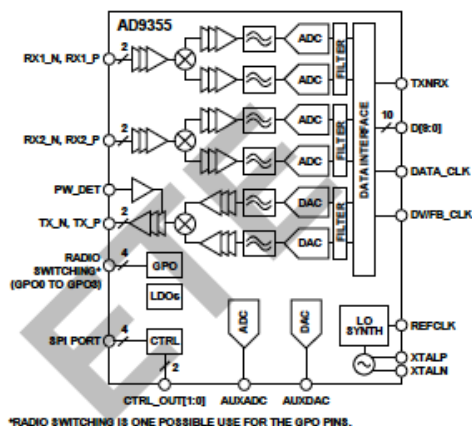 AD9355
RX1_N, RX1_P
2
ADC
FILTER
ADC
RX2_N, RX2_P
2
ADC
FILTER
ADC
PW_DET
TX_N, TX_P
2
DAC
FILTER
DAC
DATA INTERFACE
TXNRX
10
D[9:0]
DATA_CLK
DW/FB_CLK
RADIO
SWITCHING*
(GPO0 TO GPO3)
4
GPO
LDOs
SPI PORT
4
CTRL
2
ADC
DAC
LO
SYNTH
REFCLK
XTALP
XTALN
CTRL_OUT[1:0]
AUXADC
AUXDAC
*RADIO SWITCHING IS ONE POSSIBLE USE FOR THE GPO PINS.